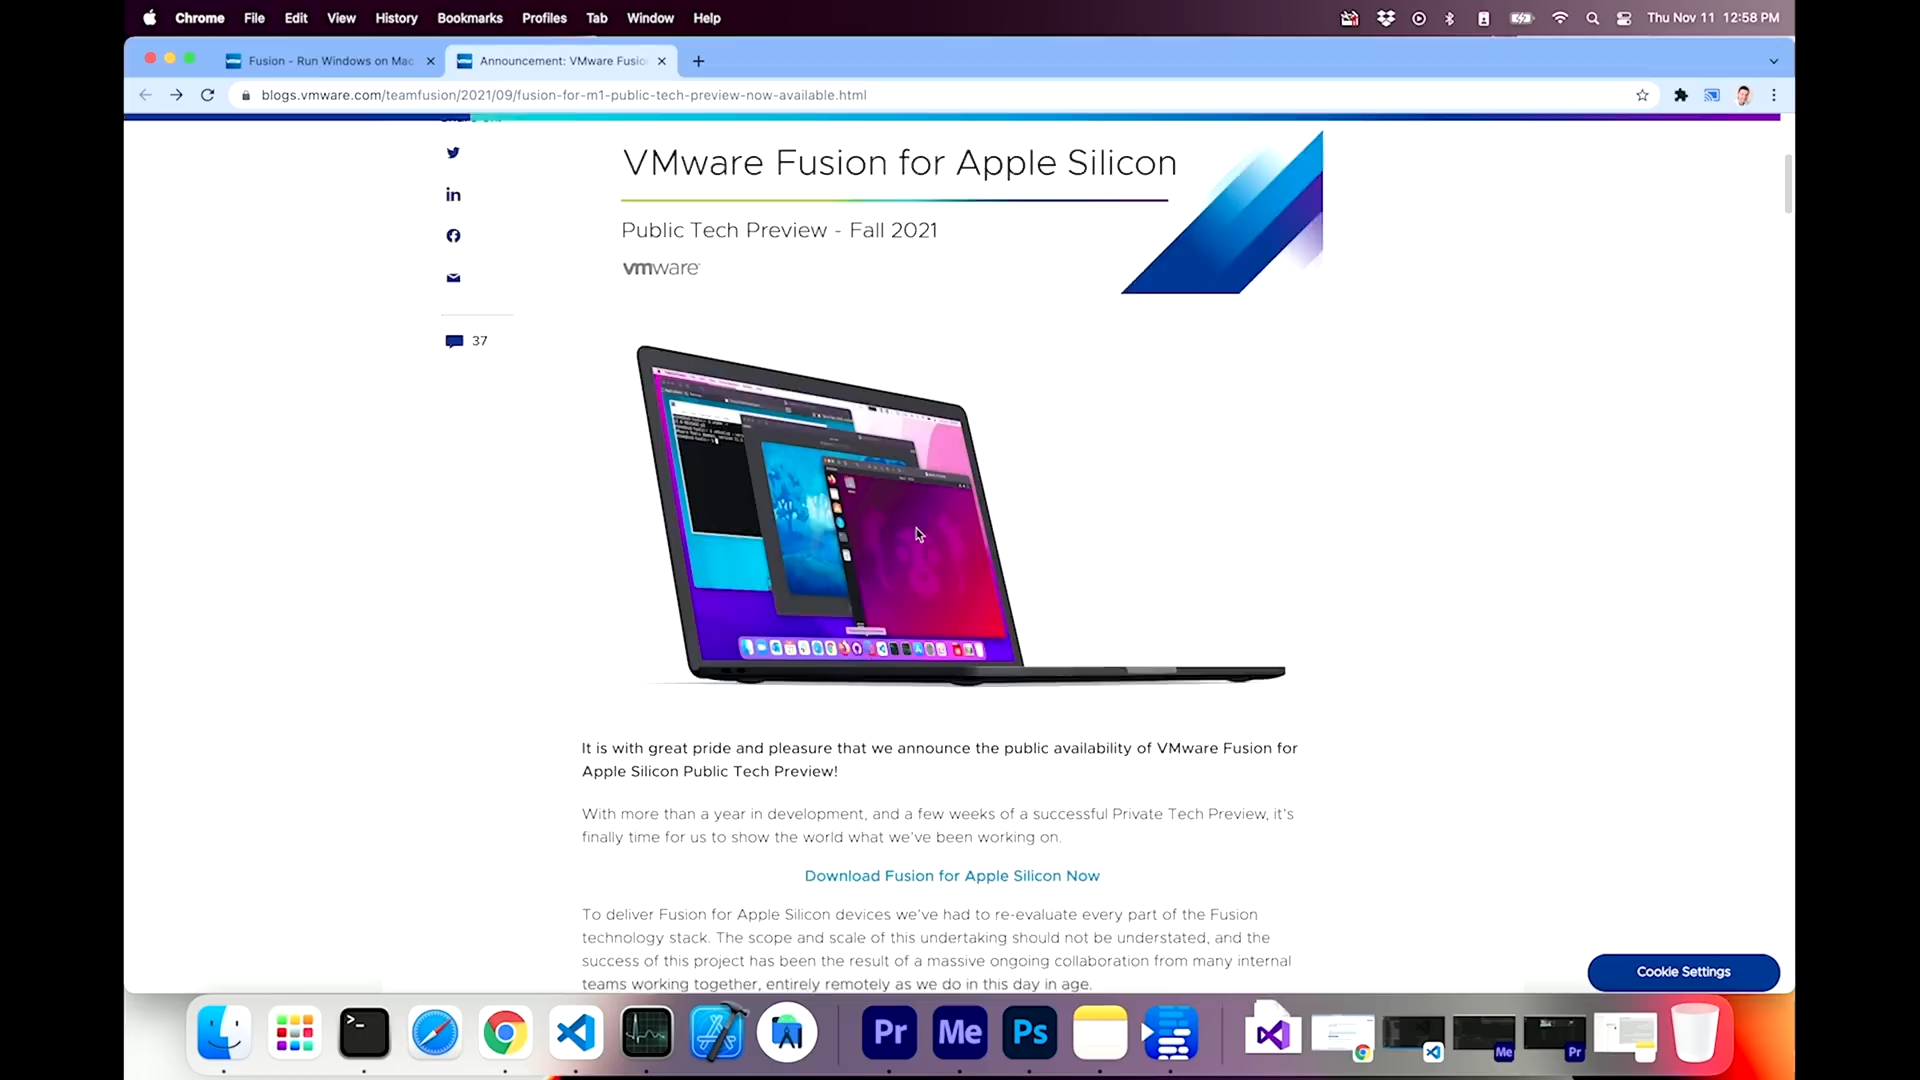 Chrome File Edit View History Bookmarks Profiles Tab Window Help
Thu Nov 11 12:58 PM
Fusion - Run Windows on Mac
Announcement: VMware Fusio
blogs.vmware.com/teamfusion/2021/09/fusion-for-m1-public-tech-preview-now-available.html
VMware Fusion for Apple Silicon
Public Tech Preview - Fall 2021
vmware
in
37
It is with great pride and pleasure that we announce the public availability of VMware Fusion for
Apple Silicon Public Tech Preview!
With more than a year in development, and a few weeks of a successful Private Tech Preview, it's
finally time for us to show the world what we've been working on.
Download Fusion for Apple Silicon Now
To deliver Fusion for Apple Silicon devices we've had to re-evaluate every part of the Fusion
technology stack. The scope and scale of this undertaking should not be understated, and the
success of this project has been the result of a massive ongoing collaboration from many internal
teams working together, entirely remotely as we do in this day in age.
Cookie Settings
Pr Me Ps
Me Pr